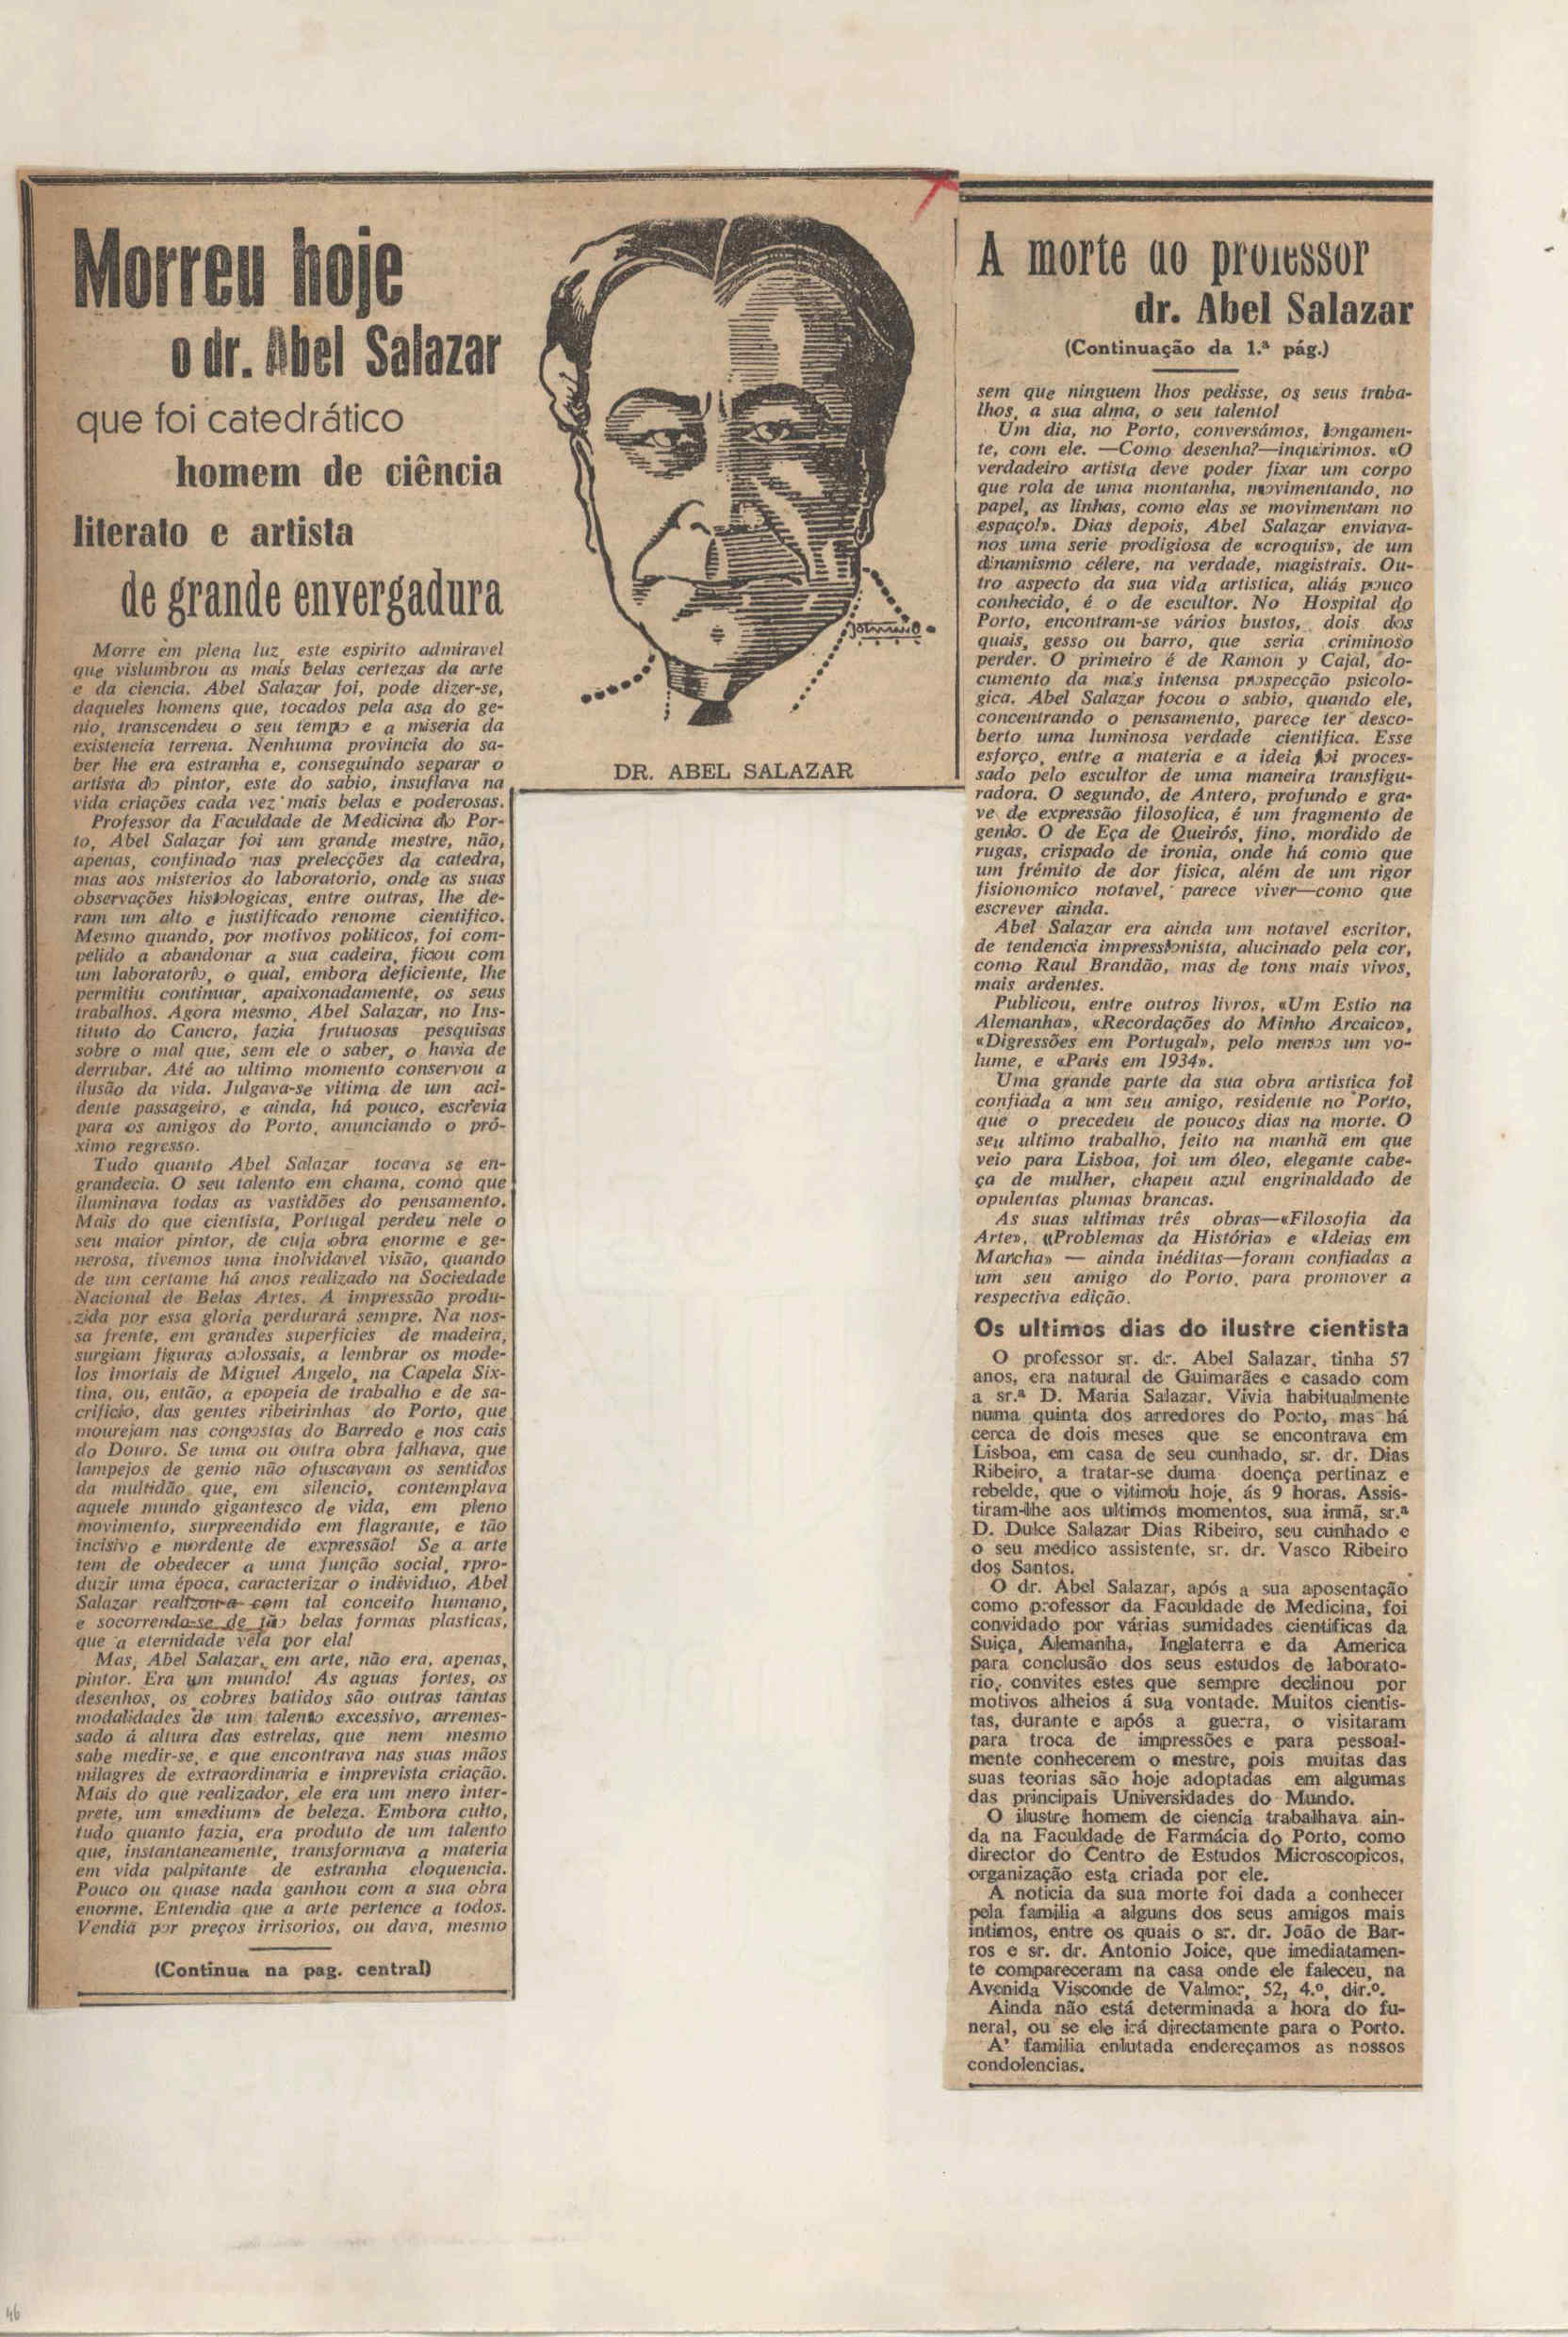 Morreu hoje
o dr. Abel Salazar
que foi catedrático
homem de ciência
literato e artista
de grande envergadura
Morre em plena luz, este espirito admiravel
que vislumbrou as mais belas certezas da arte
e da ciencia. Abel Salazar foi, pode dizer-se,
daqueles homens que, tocados pela asa do ge-
nio, transcendeu o seu tempo e a miseria da
existencia terrena. Nenhuma provincia do sa-
ber lhe era estranha e, conseguindo separar o
artista do pintor, este do sabio, insuflava na
vida criações cada vez mais belas e poderosas.
Professor da Faculdade de Medicina do Por-
to, Abel Salazar foi um grande mestre, não,
apenas, confinado nas prelecções da catedra,
mas aos misterios do laboratorio, onde as suas
observações histologicas, entre outras, lhe de-
ram um alto e justificado renome cientifico.
Mesmo quando, por motivos politicos, foi com-
pelido a abandonar a sua cadeira, ficou com
um laboratorio, o qual, embora deficiente, lhe
permitiu continuar, apaixonadamente, os seus
trabalhos. Agora mesmo, Abel Salazar, no Ins-
tituto do Cancro, fazia frutuosas pesquisas
sobre o mal que, sem ele o saber, o havia de
derrubar. Até ao ultimo momento conservou a
ilusão da vida. Julgava-se vitima de um aci-
dente passageiro, e ainda, há pouco, escrevia
para os amigos do Porto, anunciando o pró-
ximo regresso.
Tudo quanto Abel Salazar tocava se en-
grandecia. O seu talento em chama, como que
iluminava todas as vastidões do pensamento.
Mais do que cientista, Portugal perdeu nele o
seu maior pintor, de cuja obra enorme e ge-
nerosa, tivemos uma inolvidavel visão, quando
de um certame há anos realizado na Sociedade
Nacional de Belas Artes. A impressão produ-
zida por essa gloria perdurará sempre. Na nos-
sa frente, em grandes superficies de madeira,
surgiam figuras colossais, a lembrar os mode-
los imortais de Miguel Angelo, na Capela Six-
tina, ou, então, a epopeia de trabalho e de sa-
crificio, das gentes ribeirinhas do Porto, que
mourejam nas congostas do Barredo e nos cais
do Douro. Se uma ou outra obra falhava, que
lampejos de genio não ofuscavam os sentidos
da multidão que, em silencio, contemplava
aquele mundo gigantesco de vida, em pleno
movimento, surpreendido em flagrante, e tão
incisivo e mordente de expressão! Se a arte
tem de obedecer a uma função social, rpro-
duzir uma época, caracterizar o individuo, Abel
Salazar realizou-a com tal conceito humano,
e socorrendo-se de tão belas formas plasticas,
que a eternidade vela por ela!
Mas, Abel Salazar, em arte, não era, apenas,
pintor. Era um mundo! As aguas fortes, os
desenhos, os cobres batidos são outras tantas
modalidades de um talento excessivo, arremes-
sado á altura das estrelas, que nem mesmo
sabe medir-se, e que encontrava nas suas mãos
milagres de extraordinaria e imprevista criação.
Mais do que realizador, ele era um mero inter-
prete, um «medium» de beleza. Embora culto,
tudo quanto fazia, era produto de um talento
que, instantaneamente, transformava a materia
em vida palpitante de estranha eloquencia.
Pouco ou quase nada ganhou com a sua obra
enorme. Entendia que a arte pertence a todos.
Vendia por preços irrisorios, ou dava, mesmo
(Continua na pag. central)
DR. ABEL SALAZAR
A morte do professor
dr. Abel Salazar
(Continuação da 1.ª pág.)
sem que ninguem lhos pedisse, os seus traba-
lhos, a sua alma, o seu talento!
Um dia, no Porto, conversámos, longamen-
te, com ele. —Como desenha?—inquirimos. «O
verdadeiro artista deve poder fixar um corpo
que rola de uma montanha, movimentando, no
papel, as linhas, como elas se movimentam no
espaço!». Dias depois, Abel Salazar enviava-
nos uma serie prodigiosa de «croquis», de um
dinamismo célere, na verdade, magistrais. Ou-
tro aspecto da sua vida artistica, aliás pouco
conhecido, é o de escultor. No Hospital do
Porto, encontram-se vários bustos, dois dos
quais, gesso ou barro, que seria criminoso
perder. O primeiro é de Ramon y Cajal, do-
cumento da mais intensa prospecção psicolo-
gica. Abel Salazar focou o sabio, quando ele,
concentrando o pensamento, parece ter desco-
berto uma luminosa verdade cientifica. Esse
esforço, entre a materia e a ideia foi proces-
sado pelo escultor de uma maneira transfigu-
radora. O segundo, de Antero, profundo e gra-
ve de expressão filosofica, é um fragmento de
genio. O de Eça de Queirós, fino, mordido de
rugas, crispado de ironia, onde há como que
um frémito de dor fisica, além de um rigor
fisionomico notavel, parece viver—como que
escrever ainda.
Abel Salazar era ainda um notavel escritor,
de tendencia impressionista, alucinado pela cor,
como Raul Brandão, mas de tons mais vivos,
mais ardentes.
Publicou, entre outros livros, «Um Estio na
Alemanha», «Recordações do Minho Arcaico»,
«Digressões em Portugal», pelo menos um vo-
lume, e «Paris em 1934».
Uma grande parte da sua obra artistica foi
confiada a um seu amigo, residente no Porto,
que o precedeu de poucos dias na morte. O
seu ultimo trabalho, feito na manhã em que
veio para Lisboa, foi um óleo, elegante cabe-
ça de mulher, chapeu azul engrinaldado de
opulentas plumas brancas.
As suas ultimas três obras—«Filosofia da
Arte», «Problemas da História» e «Ideias em
Marcha» — ainda inéditas—foram confiadas a
um seu amigo do Porto, para promover a
respectiva edição.
Os ultimos dias do ilustre cientista
O professor sr. dr. Abel Salazar, tinha 57
anos, era natural de Guimarães e casado com
a sr.ª D. Maria Salazar. Vivia habitualmente
numa quinta dos arredores do Porto, mas há
cerca de dois meses que se encontrava em
Lisboa, em casa de seu cunhado, sr. dr. Dias
Ribeiro, a tratar-se duma doença pertinaz e
rebelde, que o vitimou hoje, ás 9 horas. Assis-
tiram-lhe aos ultimos momentos, sua irmã, sr.ª
D. Dulce Salazar Dias Ribeiro, seu cunhado e
o seu medico assistente, sr. dr. Vasco Ribeiro
dos Santos.
O dr. Abel Salazar, após a sua aposentação
como professor da Faculdade de Medicina, foi
convidado por várias sumidades cientificas da
Suiça, Alemanha, Inglaterra e da America
para conclusão dos seus estudos de laborato-
rio, convites estes que sempre declinou por
motivos alheios á sua vontade. Muitos cientis-
tas, durante e após a guerra, o visitaram
para troca de impressões e para pessoal-
mente conhecerem o mestre, pois muitas das
suas teorias são hoje adoptadas em algumas
das principais Universidades do Mundo.
O ilustre homem de ciencia trabalhava ain-
da na Faculdade de Farmácia do Porto, como
director do Centro de Estudos Microscopicos,
organização esta criada por ele.
A noticia da sua morte foi dada a conhecer
pela familia a alguns dos seus amigos mais
intimos, entre os quais o sr. dr. João de Bar-
ros e sr. dr. Antonio Joice, que imediatamen-
te compareceram na casa onde ele faleceu, na
Avenida Visconde de Valmor, 52, 4.º, dir.º.
Ainda não está determinada a hora do fu-
neral, ou se ele irá directamente para o Porto.
A' familia enlutada endereçamos as nossos
condolencias.
46